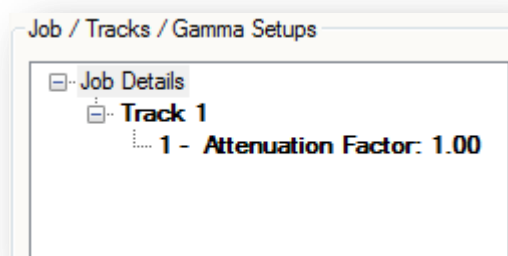 Job / Tracks / Gamma Setups
Job Details
Track 1
1 - Attenuation Factor: 1.00